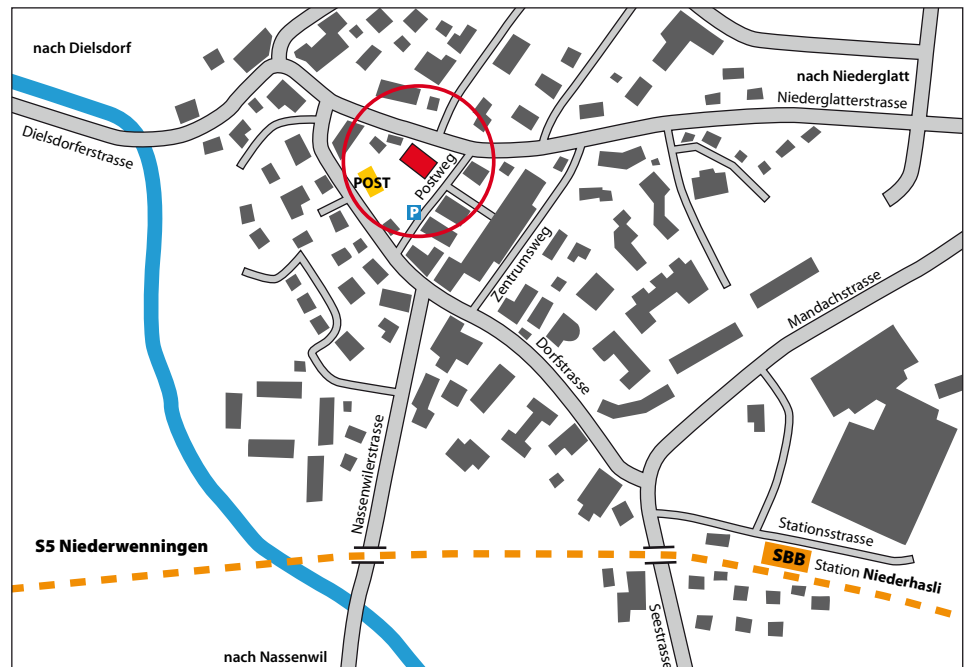 nach Dielsdorf
nach Niederglatt
Niederglatterstrasse
Dielsdorferstrasse
POST
Postweg
P
Zentrumsweg
Mandachstrasse
Dorfstrasse
Nassenwilerstrasse
Stationsstrasse
S5 Niederwenningen
SBB
Station Niederhasli
Seestrasse
nach Nassenwil